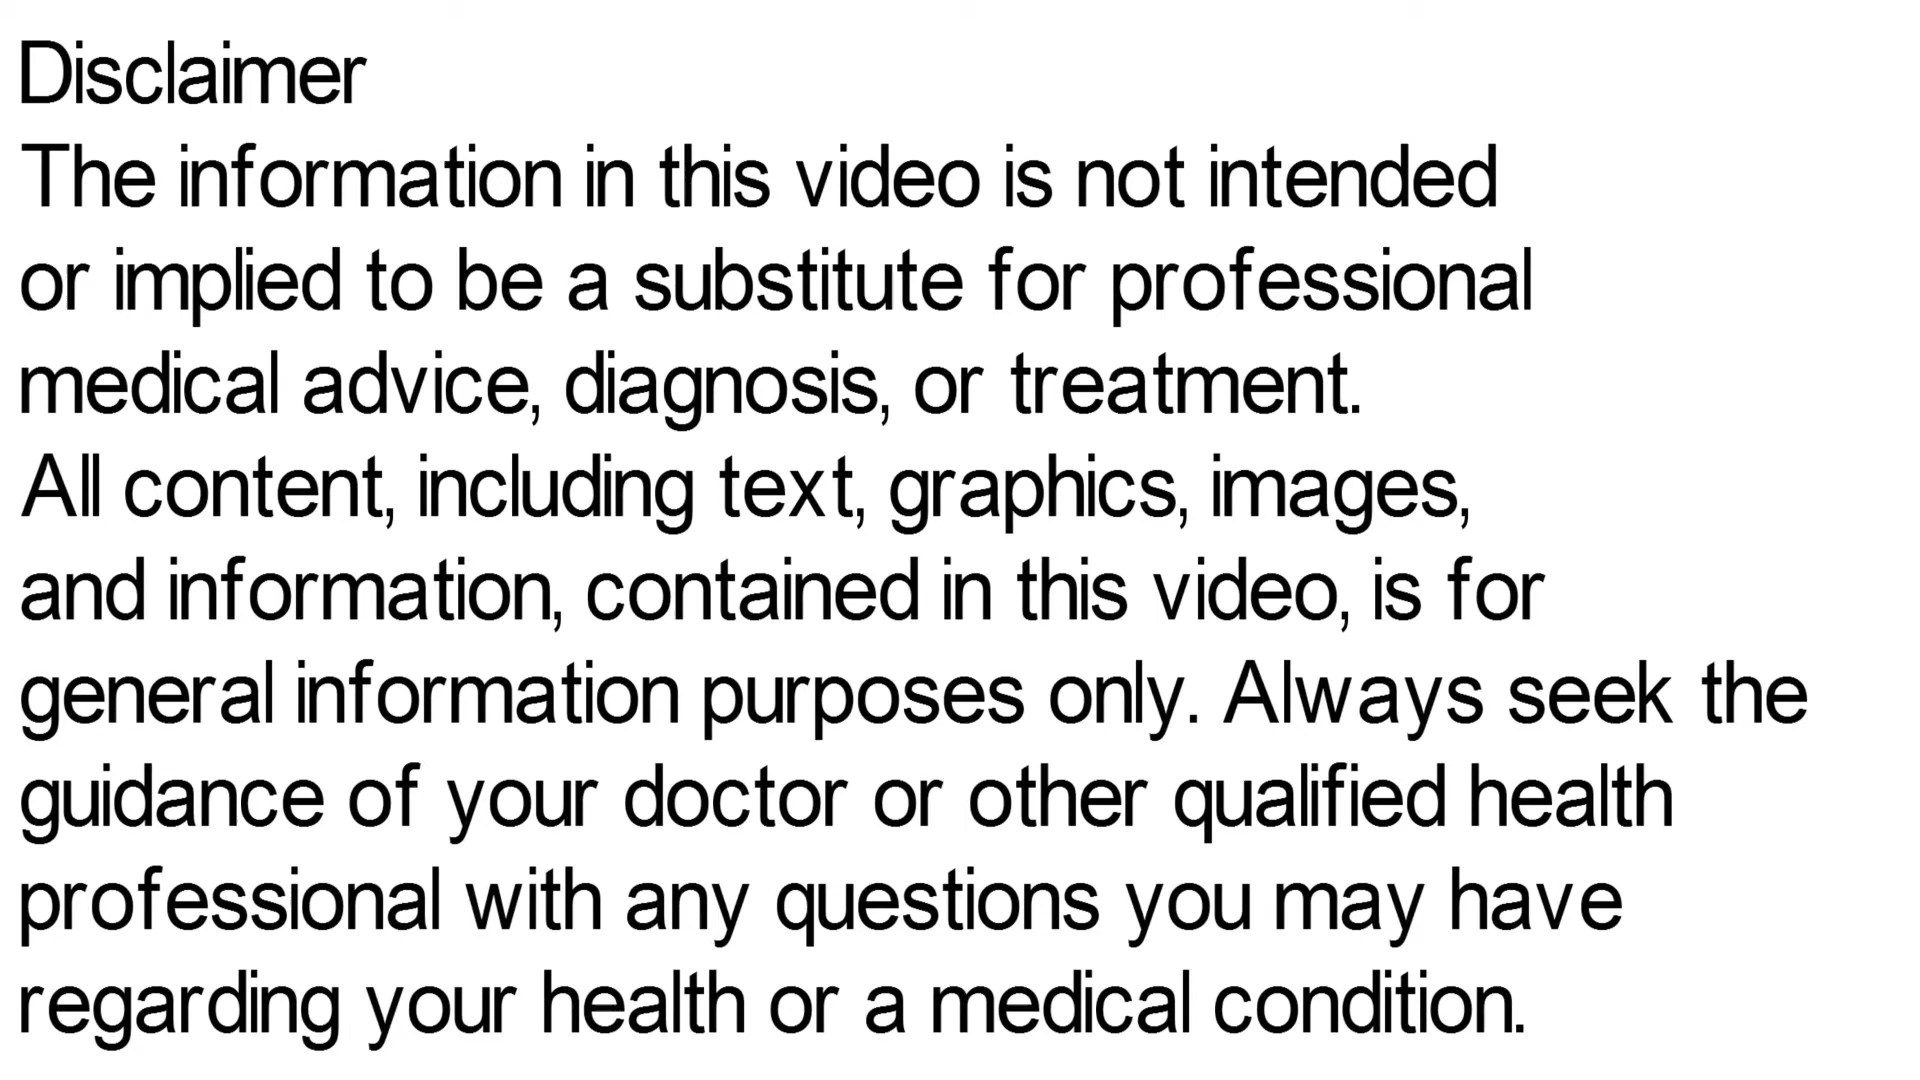 Disclaimer
The information in this video is not intended
or implied to be a substitute for professional
medical advice, diagnosis, or treatment.
All content, including text, graphics, images,
and information, contained in this video, is for
general information purposes only. Always seek the
guidance of your doctor or other qualified health
professional with any questions you may have
regarding your health or a medical condition.